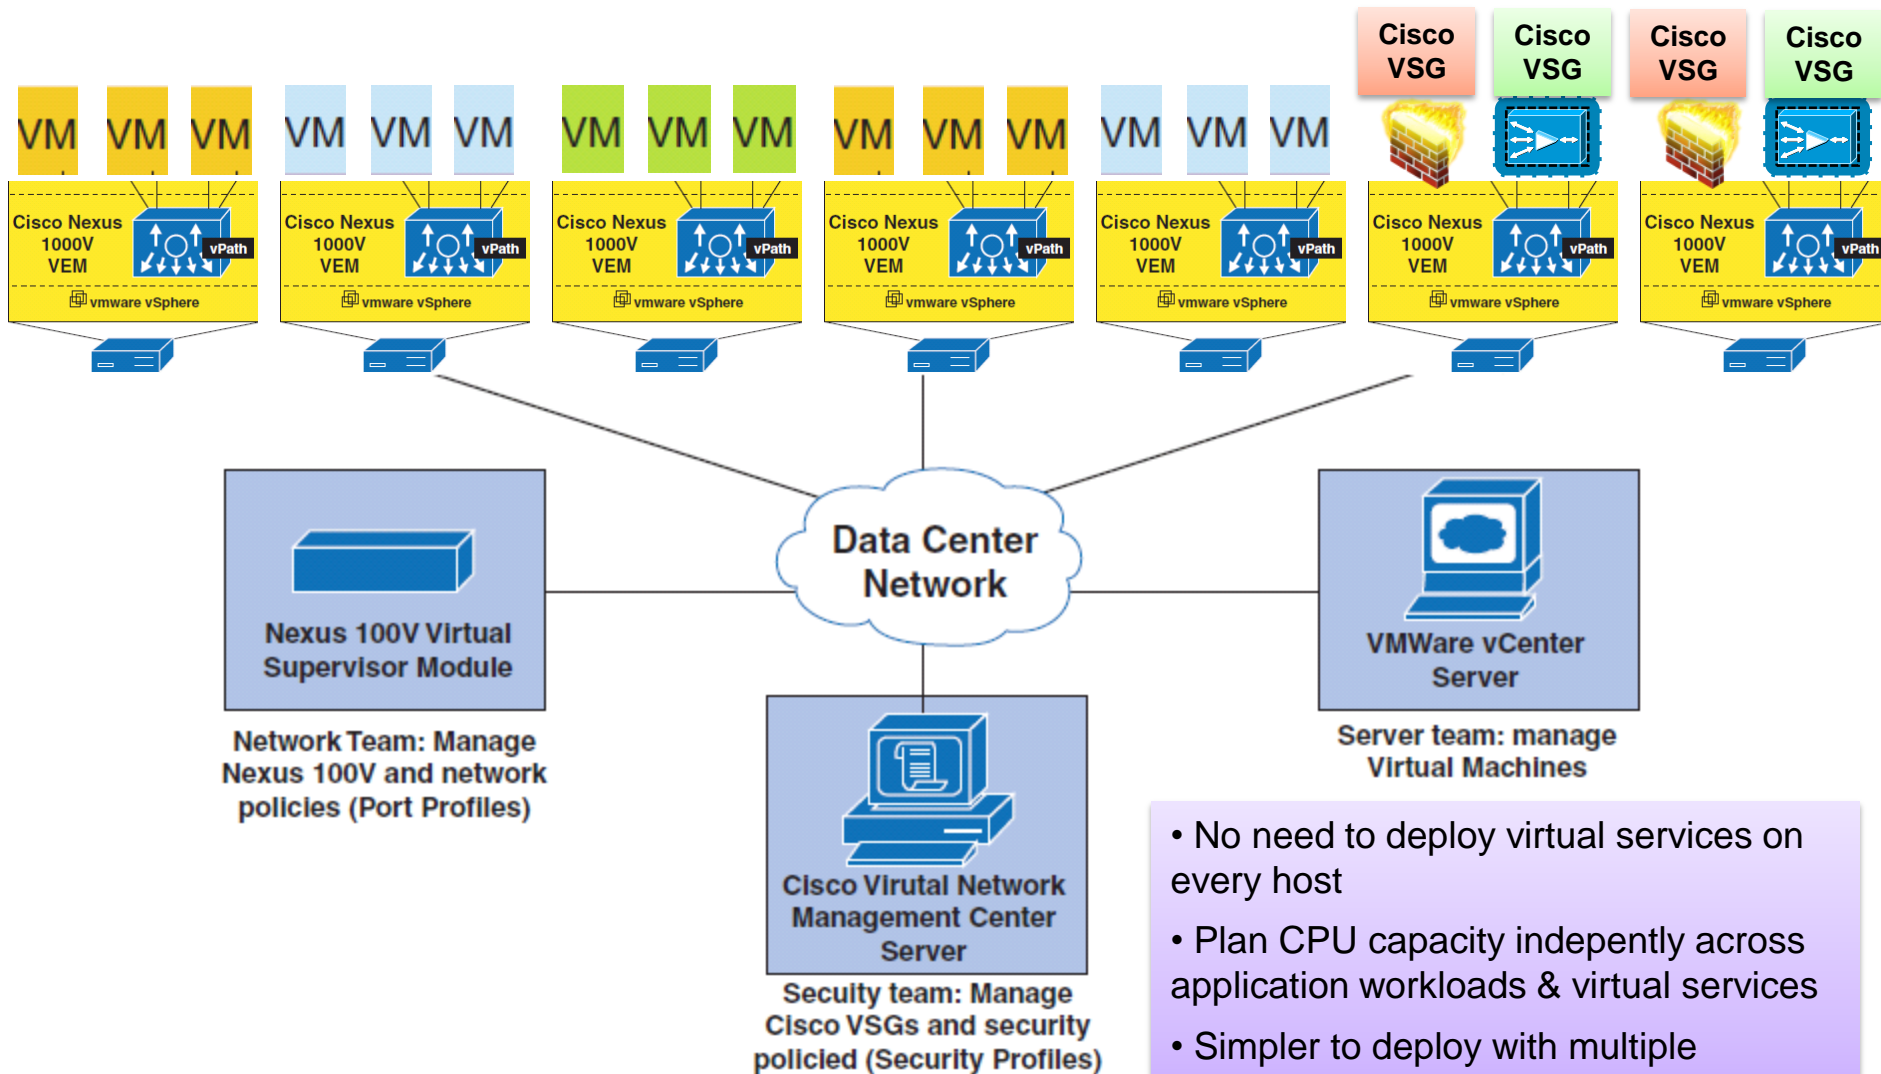 Cisco VSG
Cisco VSG
Cisco VSG
Cisco VSG
VM VM VM
VM VM VM
VM VM VM
VM VM VM
VM VM VM
Cisco Nexus
1000V
VEM
vPath
vmware vSphere
Cisco Nexus
1000V
VEM
vPath
vmware vSphere
Cisco Nexus
1000V
VEM
vPath
vmware vSphere
Cisco Nexus
1000V
VEM
vPath
vmware vSphere
Cisco Nexus
1000V
VEM
vPath
vmware vSphere
Cisco Nexus
1000V
VEM
vPath
vmware vSphere
Cisco Nexus
1000V
VEM
vPath
vmware vSphere
Data Center
Network
Nexus 100V Virtual
Supervisor Module
Network Team: Manage
Nexus 100V and network
policies (Port Profiles)
VMWare vCenter
Server
Server team: manage
Virtual Machines
Cisco Virutal Network
Management Center
Server
Secuity team: Manage
Cisco VSGs and security
policied (Security Profiles)
• No need to deploy virtual services on
every host
• Plan CPU capacity indepently across
application workloads & virtual services
• Simpler to deploy with multiple